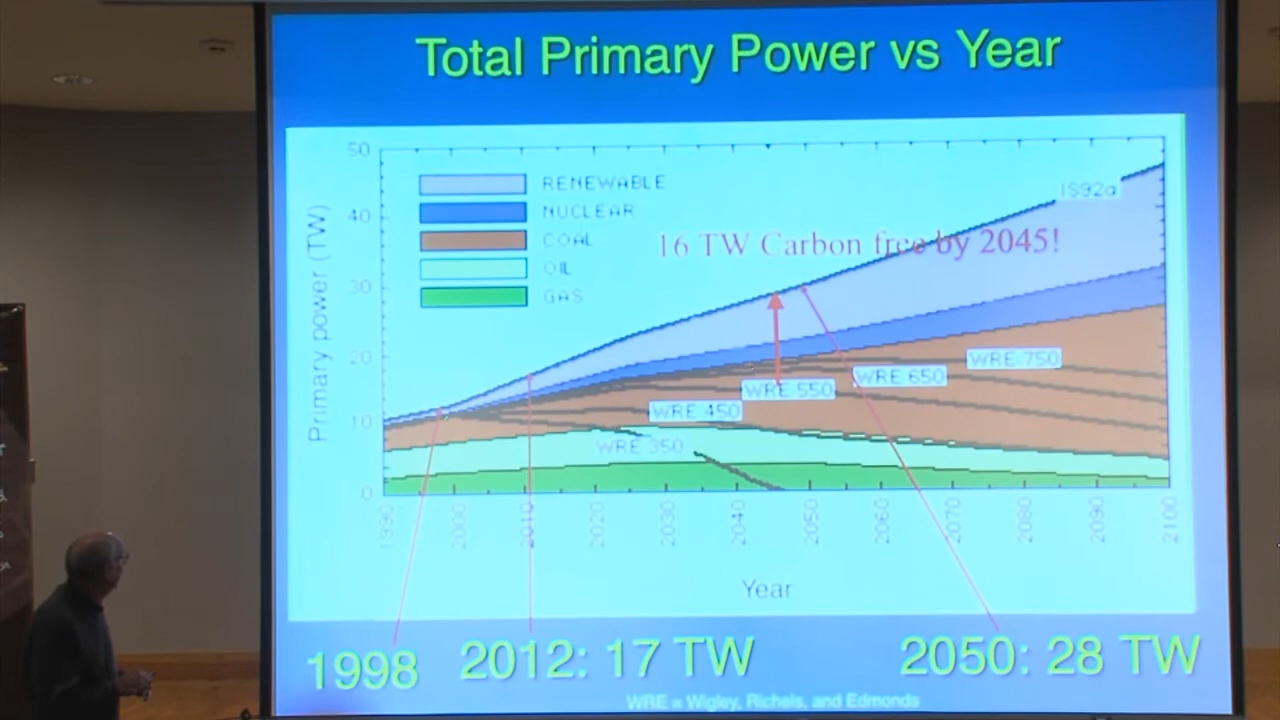 Total Primary Power vs Year
Primary power (TW)
50
40
30
20
10
0
RENEWABLE
NUCLEAR
COAL
OIL
GAS
IS92a
16 TW Carbon free by 2045!
WRE 750
WRE 650
WRE 550
WRE 450
WRE 350
1990
2000
2010
2020
2030
2040
2050
2060
2070
2080
2090
2100
Year
1998
2012: 17 TW
2050: 28 TW
WRE = Wigley, Richels, and Edmonds